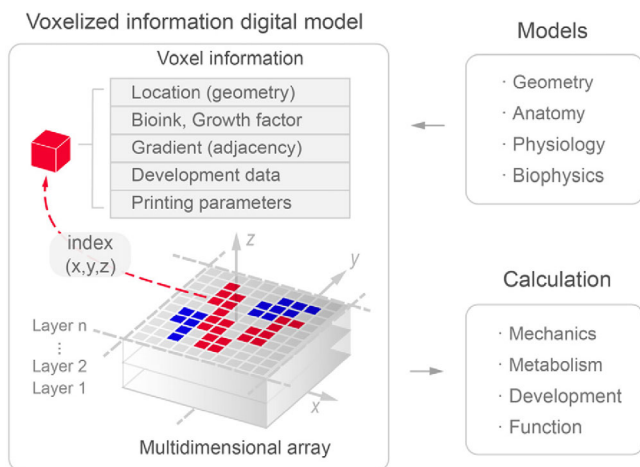 Voxelized information digital model
Voxel information
Location (geometry)
Bioink, Growth factor
Gradient (adjacency)
Development data
Printing parameters
index
(x,y,z)
z
y
x
Layer n
⋮
Layer 2
Layer 1
Multidimensional array
Models
· Geometry
· Anatomy
· Physiology
· Biophysics
Calculation
· Mechanics
· Metabolism
· Development
· Function